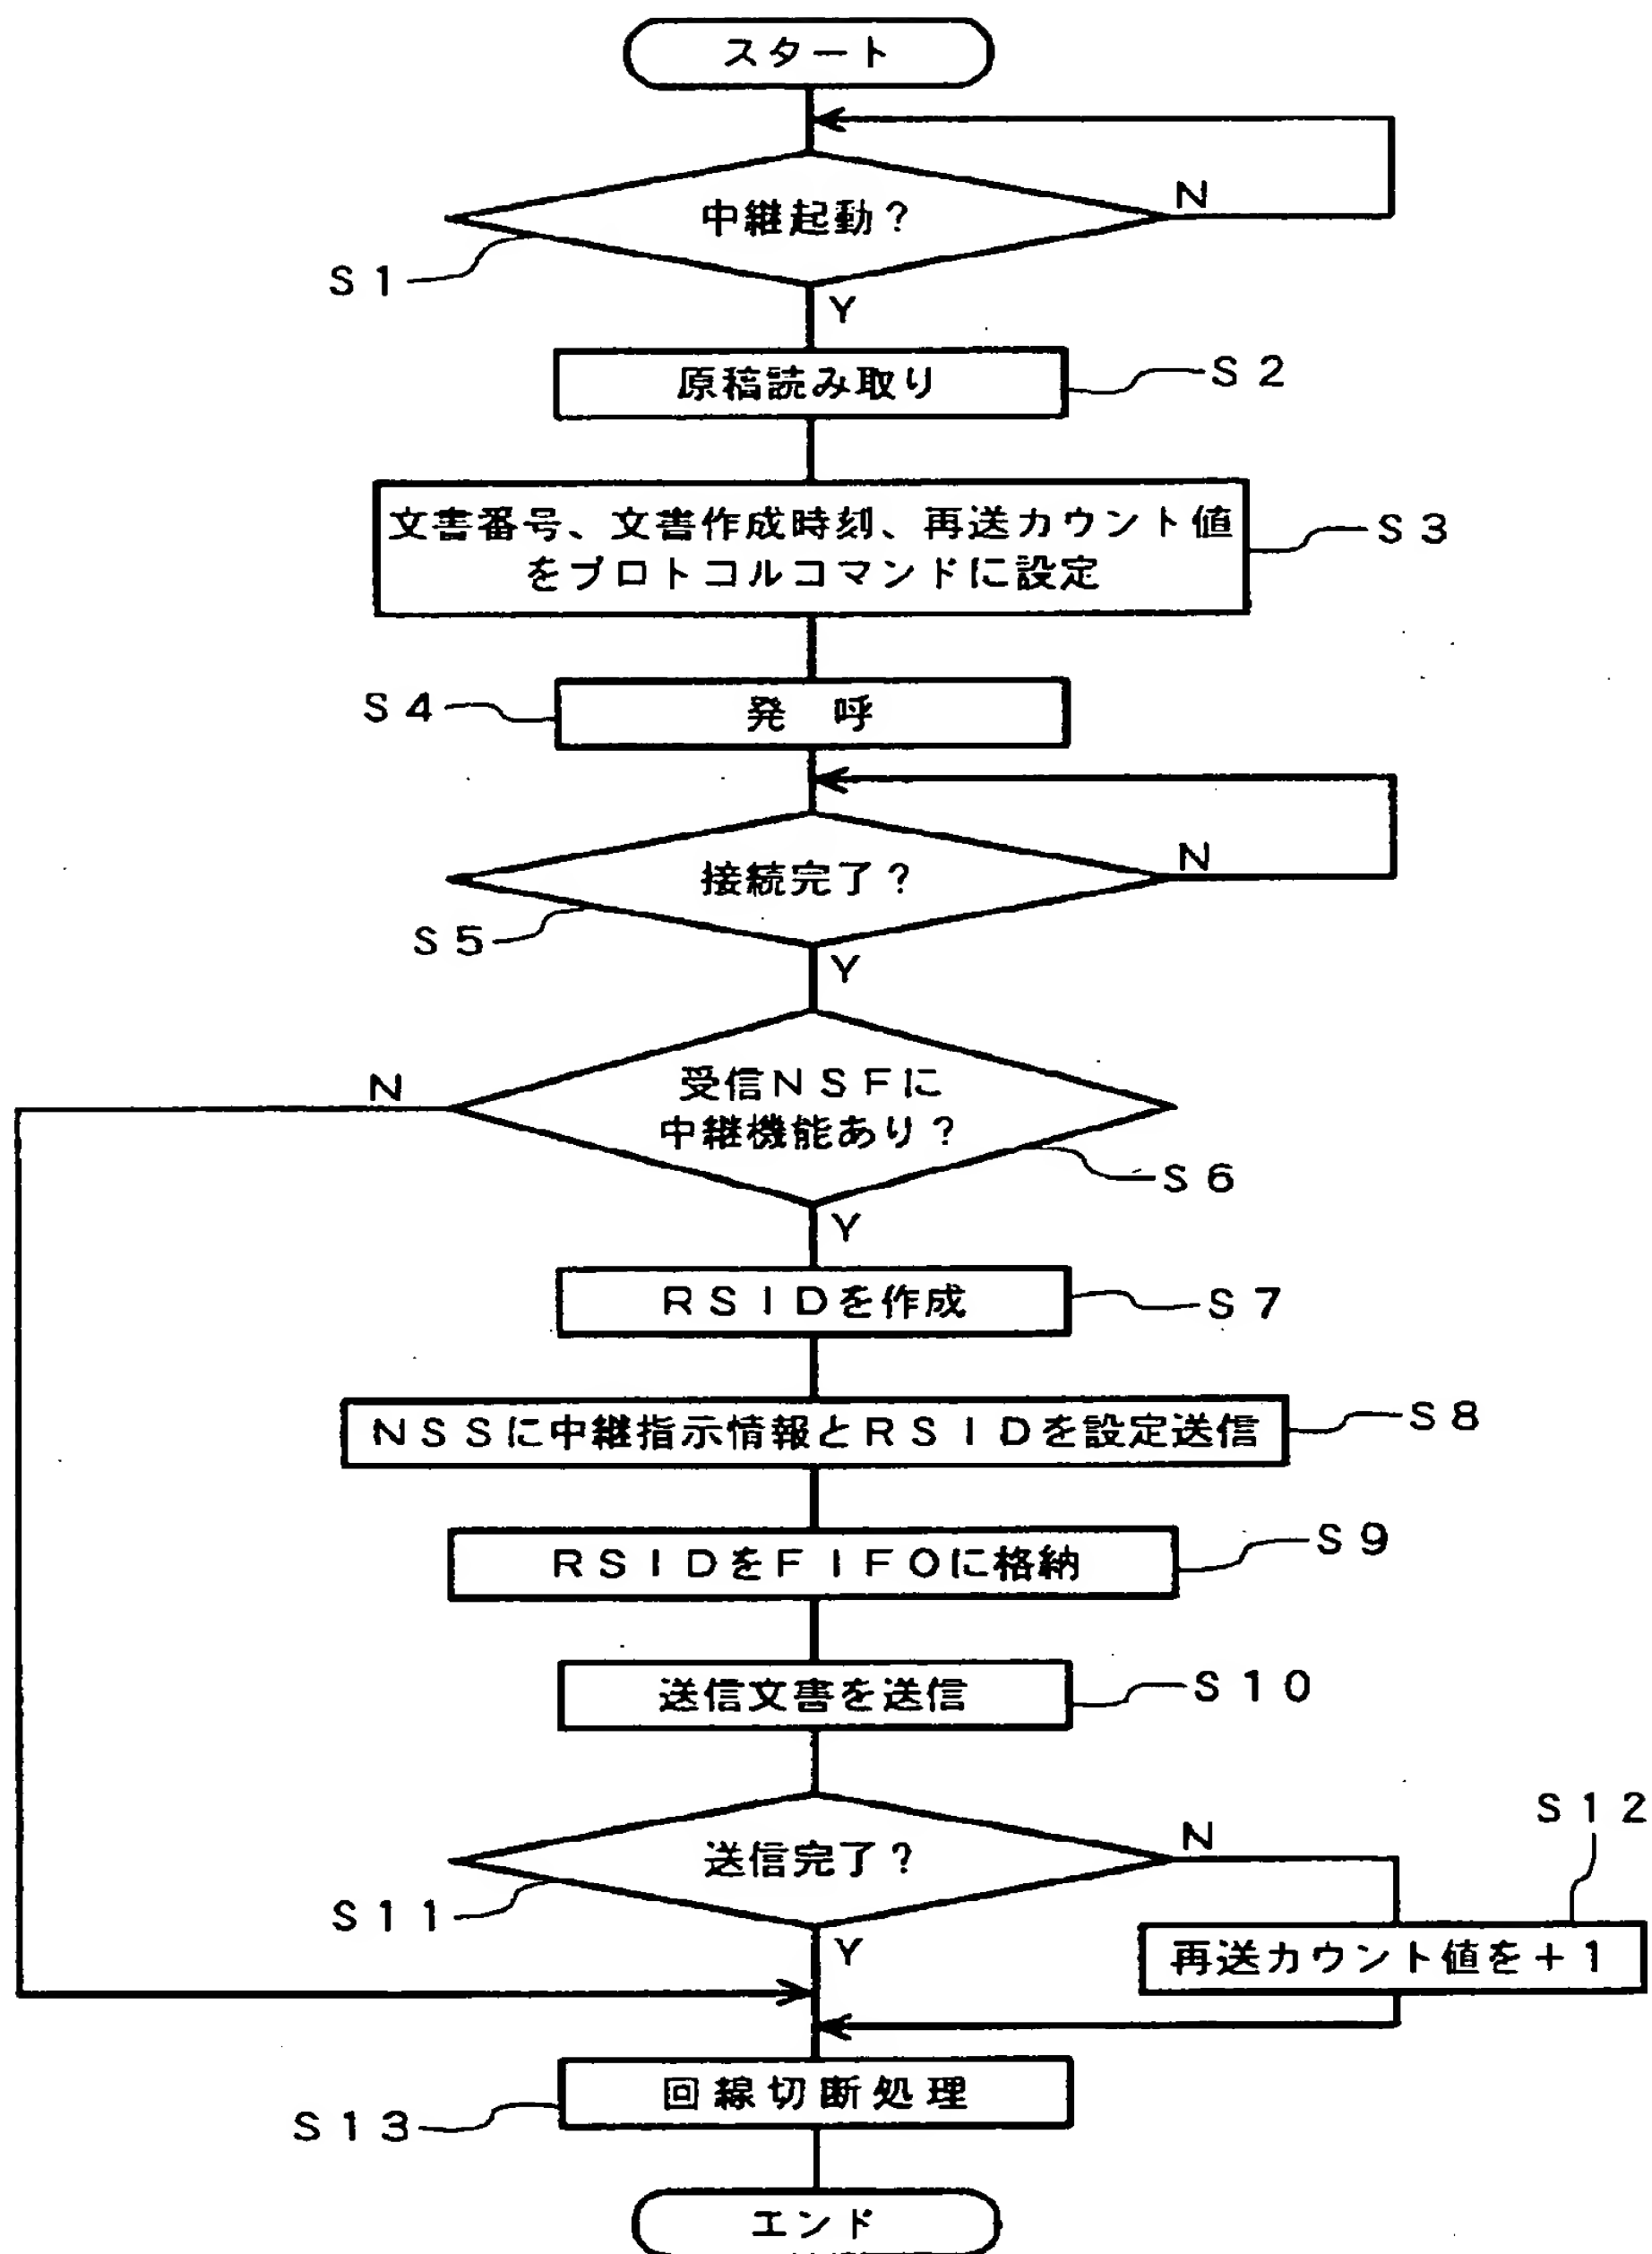 スタート
中継起動？
N
S1
Y
原稿読み取り
S2
文書番号、文書作成時刻、再送カウント値
をプロトコルコマンドに設定
S3
S4
発 呼
接続完了？
N
S5
Y
受信NSFに
中継機能あり？
N
S6
Y
RSIDを作成
S7
NSSに中継指示情報とRSIDを設定送信
S8
RSIDをFIFOに格納
S9
送信文書を送信
S10
送信完了？
N
S12
S11
Y
再送カウント値を＋1
回線切断処理
S13
エンド